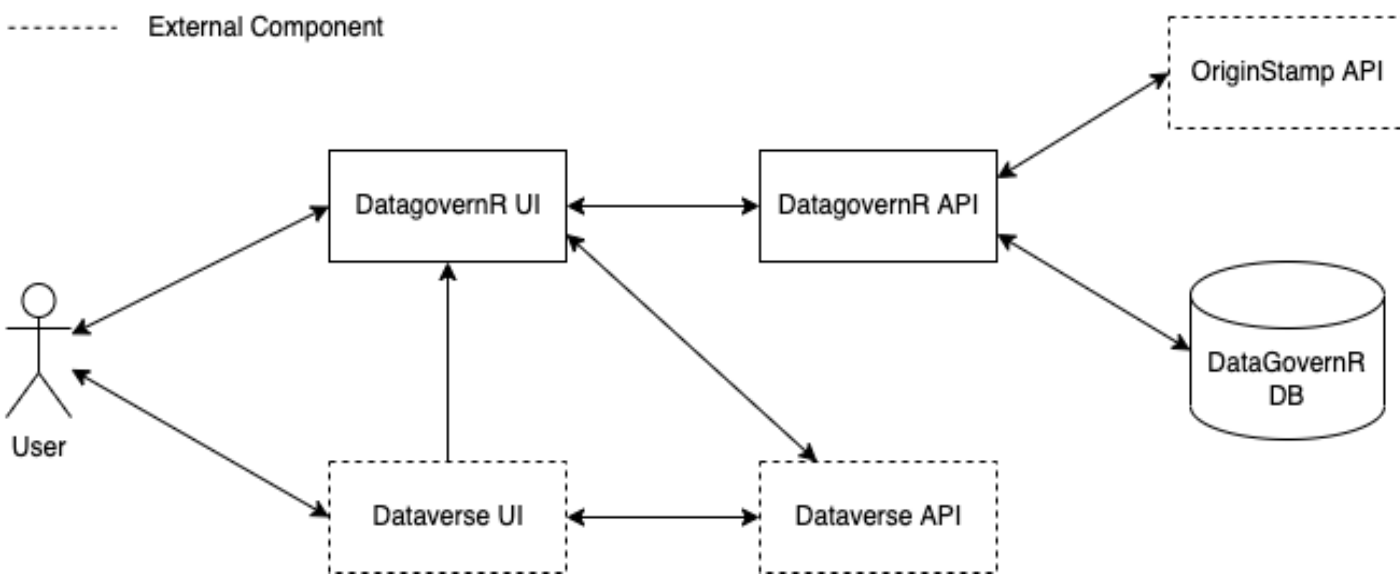 External Component
OriginStamp API
DatagovernR UI
DatagovernR API
DataGovernR
DB
User
Dataverse UI
Dataverse API